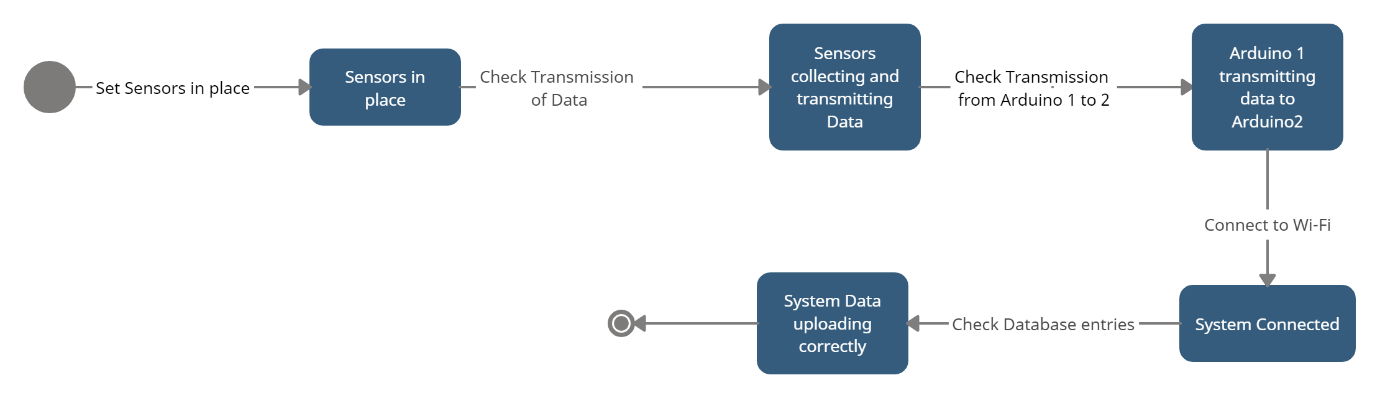 Set Sensors in place
Sensors in
place
Check Transmission
of Data
Sensors
collecting and
transmitting
Data
Check Transmission
from Arduino 1 to 2
Arduino 1
transmitting
data to
Arduino2
Connect to Wi-Fi
System Connected
Check Database entries
System Data
uploading
correctly